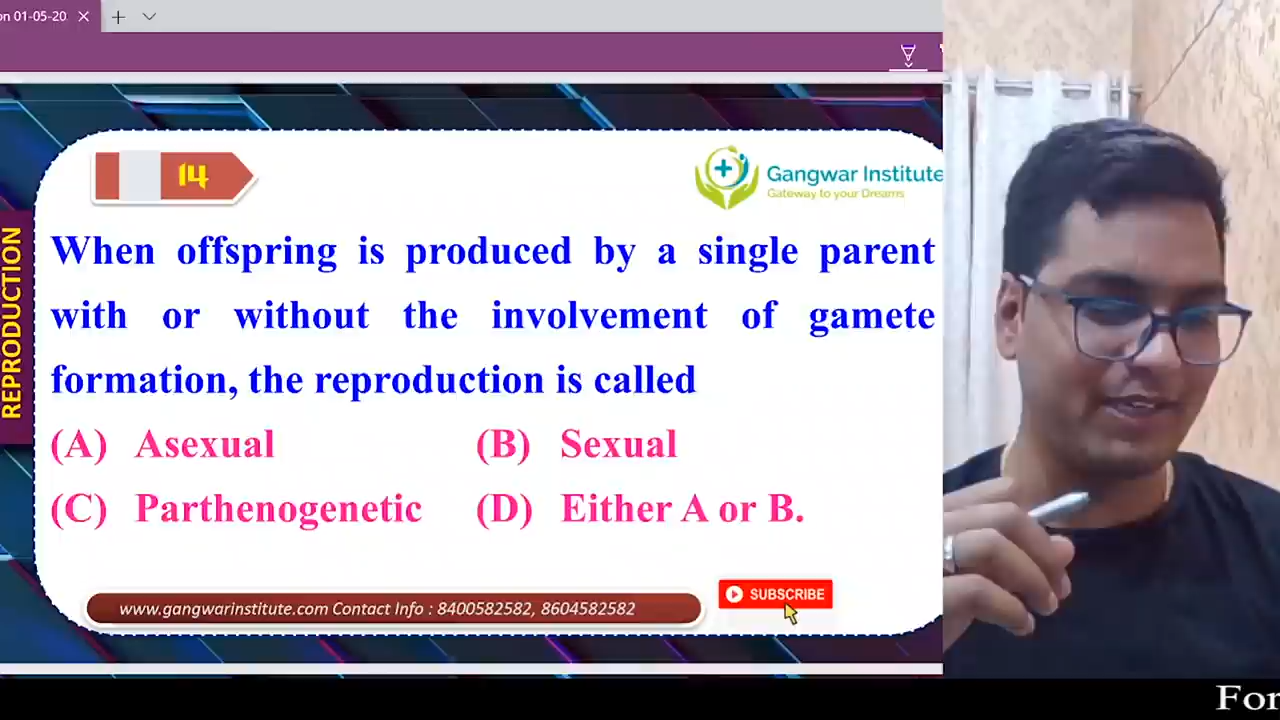 on 01-05-20
14
Gangwar Institute
Gateway to your Dreams
REPRODUCTION
When offspring is produced by a single parent
with or without the involvement of gamete
formation, the reproduction is called
(A) Asexual (B) Sexual
(C) Parthenogenetic (D) Either A or B.
www.gangwarinstitute.com Contact Info : 8400582582, 8604582582
SUBSCRIBE
For